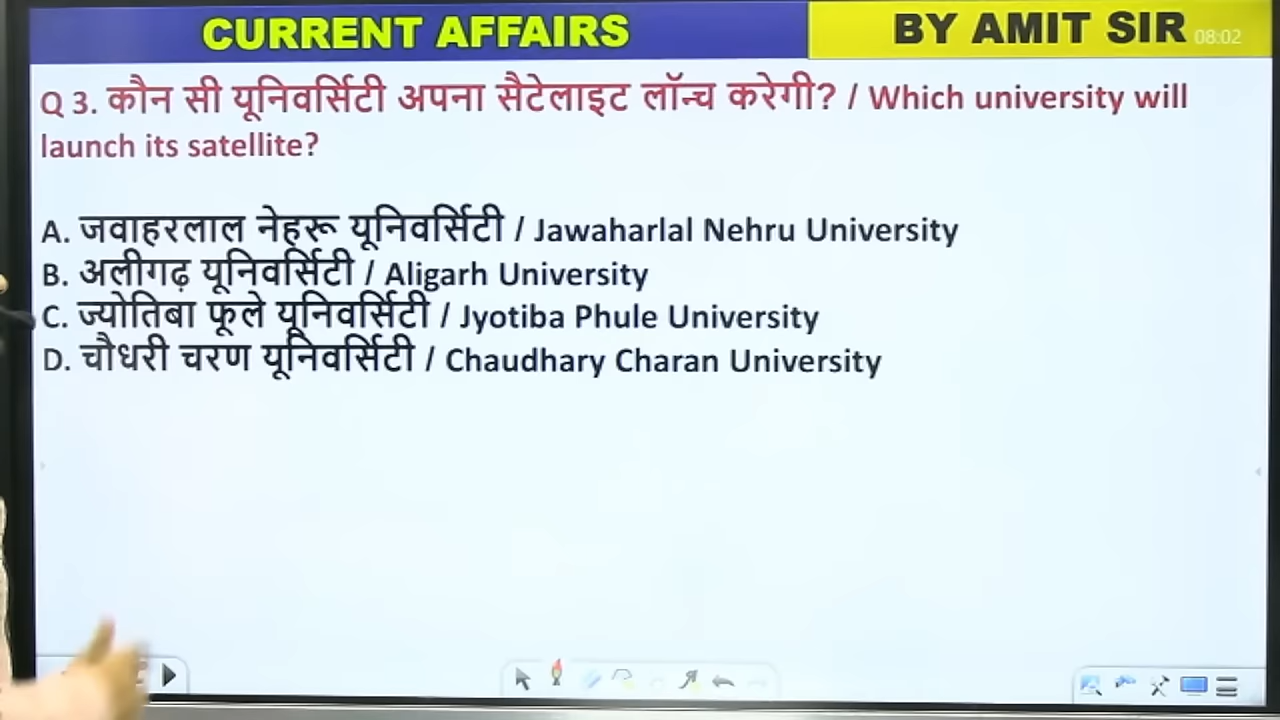 CURRENT AFFAIRS
BY AMIT SIR
08:02
Q 3. कौन सी यूनिवर्सिटी अपना सैटेलाइट लॉन्च करेगी? / Which university will
launch its satellite?
A. जवाहरलाल नेहरू यूनिवर्सिटी / Jawaharlal Nehru University
B. अलीगढ़ यूनिवर्सिटी / Aligarh University
C. ज्योतिबा फूले यूनिवर्सिटी / Jyotiba Phule University
D. चौधरी चरण यूनिवर्सिटी / Chaudhary Charan University